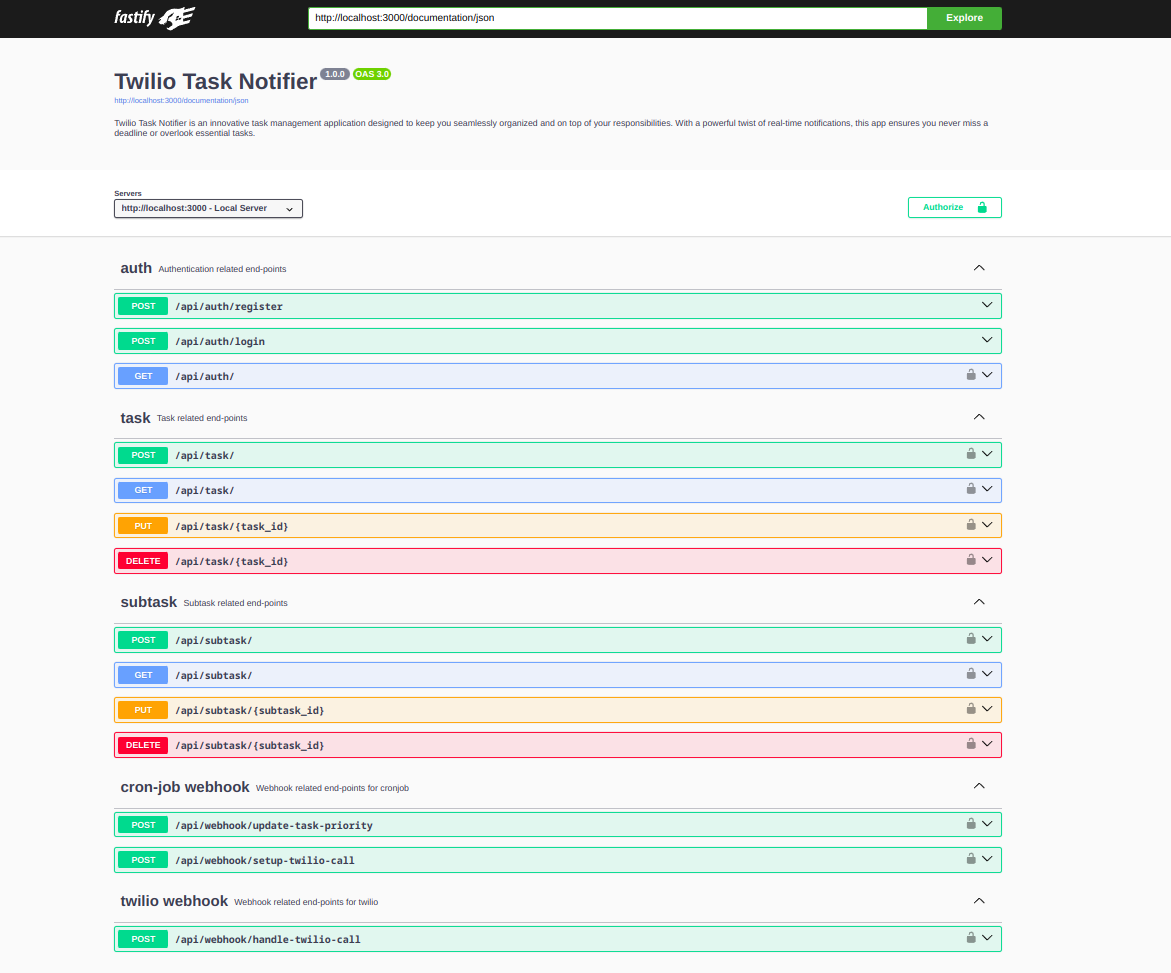 fastify
http://localhost:3000/documentation/json
Explore
Twilio Task Notifier 1.0.0 OAS 3.0
http://localhost:3000/documentation/json
Twilio Task Notifier is an innovative task management application designed to keep you seamlessly organized and on top of your responsibilities. With a powerful twist of real-time notifications, this app ensures you never miss a
deadline or overlook essential tasks.
Servers
http://localhost:3000 - Local Server
Authorize
auth Authentication related end-points
POST /api/auth/register
POST /api/auth/login
GET /api/auth/
task Task related end-points
POST /api/task/
GET /api/task/
PUT /api/task/{task_id}
DELETE /api/task/{task_id}
subtask Subtask related end-points
POST /api/subtask/
GET /api/subtask/
PUT /api/subtask/{subtask_id}
DELETE /api/subtask/{subtask_id}
cron-job webhook Webhook related end-points for cronjob
POST /api/webhook/update-task-priority
POST /api/webhook/setup-twilio-call
twilio webhook Webhook related end-points for twilio
POST /api/webhook/handle-twilio-call